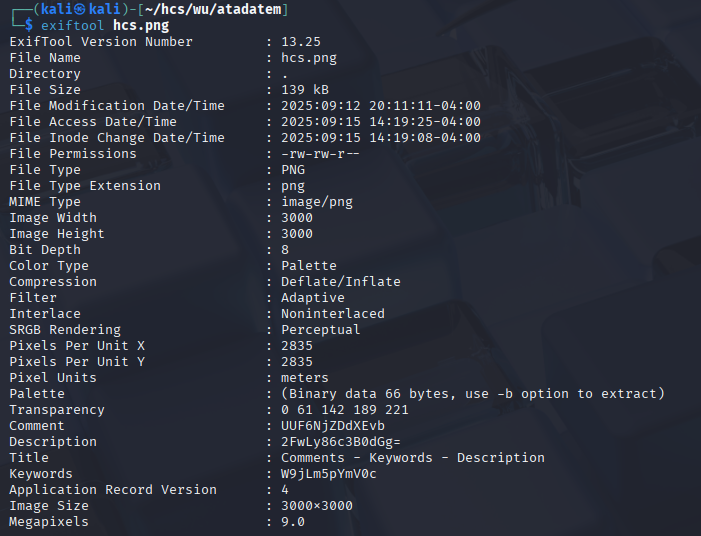 ┌──(kali㉿kali)-[~/hcs/wu/atadatem]
└─$ exiftool hcs.png
ExifTool Version Number         : 13.25
File Name                       : hcs.png
Directory                       : .
File Size                       : 139 kB
File Modification Date/Time     : 2025:09:12 20:11:11-04:00
File Access Date/Time           : 2025:09:15 14:19:25-04:00
File Inode Change Date/Time     : 2025:09:15 14:19:08-04:00
File Permissions                : -rw-rw-r--
File Type                       : PNG
File Type Extension             : png
MIME Type                       : image/png
Image Width                     : 3000
Image Height                    : 3000
Bit Depth                       : 8
Color Type                      : Palette
Compression                     : Deflate/Inflate
Filter                          : Adaptive
Interlace                       : Noninterlaced
SRGB Rendering                  : Perceptual
Pixels Per Unit X               : 2835
Pixels Per Unit Y               : 2835
Pixel Units                     : meters
Palette                         : (Binary data 66 bytes, use -b option to extract)
Transparency                    : 0 61 142 189 221
Comment                         : UUF6NjZDdXEvb
Description                     : 2FwLy86c3B0dGg=
Title                           : Comments - Keywords - Description
Keywords                        : W9jLm5pYmV0c
Application Record Version      : 4
Image Size                      : 3000×3000
Megapixels                      : 9.0